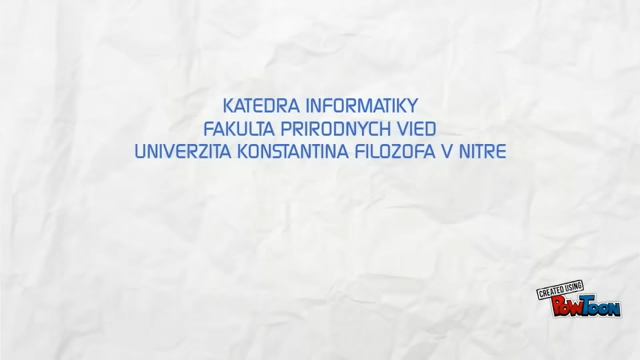 KATEDRA INFORMATIKY
FAKULTA PRIRODNYCH VIED
UNIVERZITA KONSTANTINA FILOZOFA V NITRE
CREATED USING
POWTOON